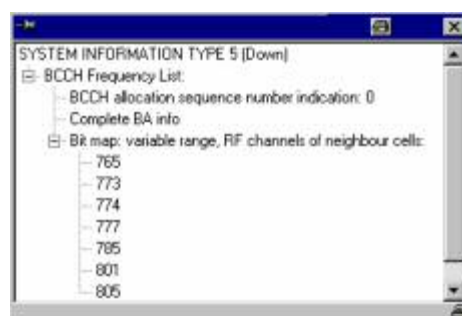 SYSTEM INFORMATION TYPE 5 (Down)
BCCH Frequency List:
BCCH allocation sequence number indication: 0
Complete BA info
Bit map: variable range, RF channels of neighbour cells:
765
773
774
777
785
801
805